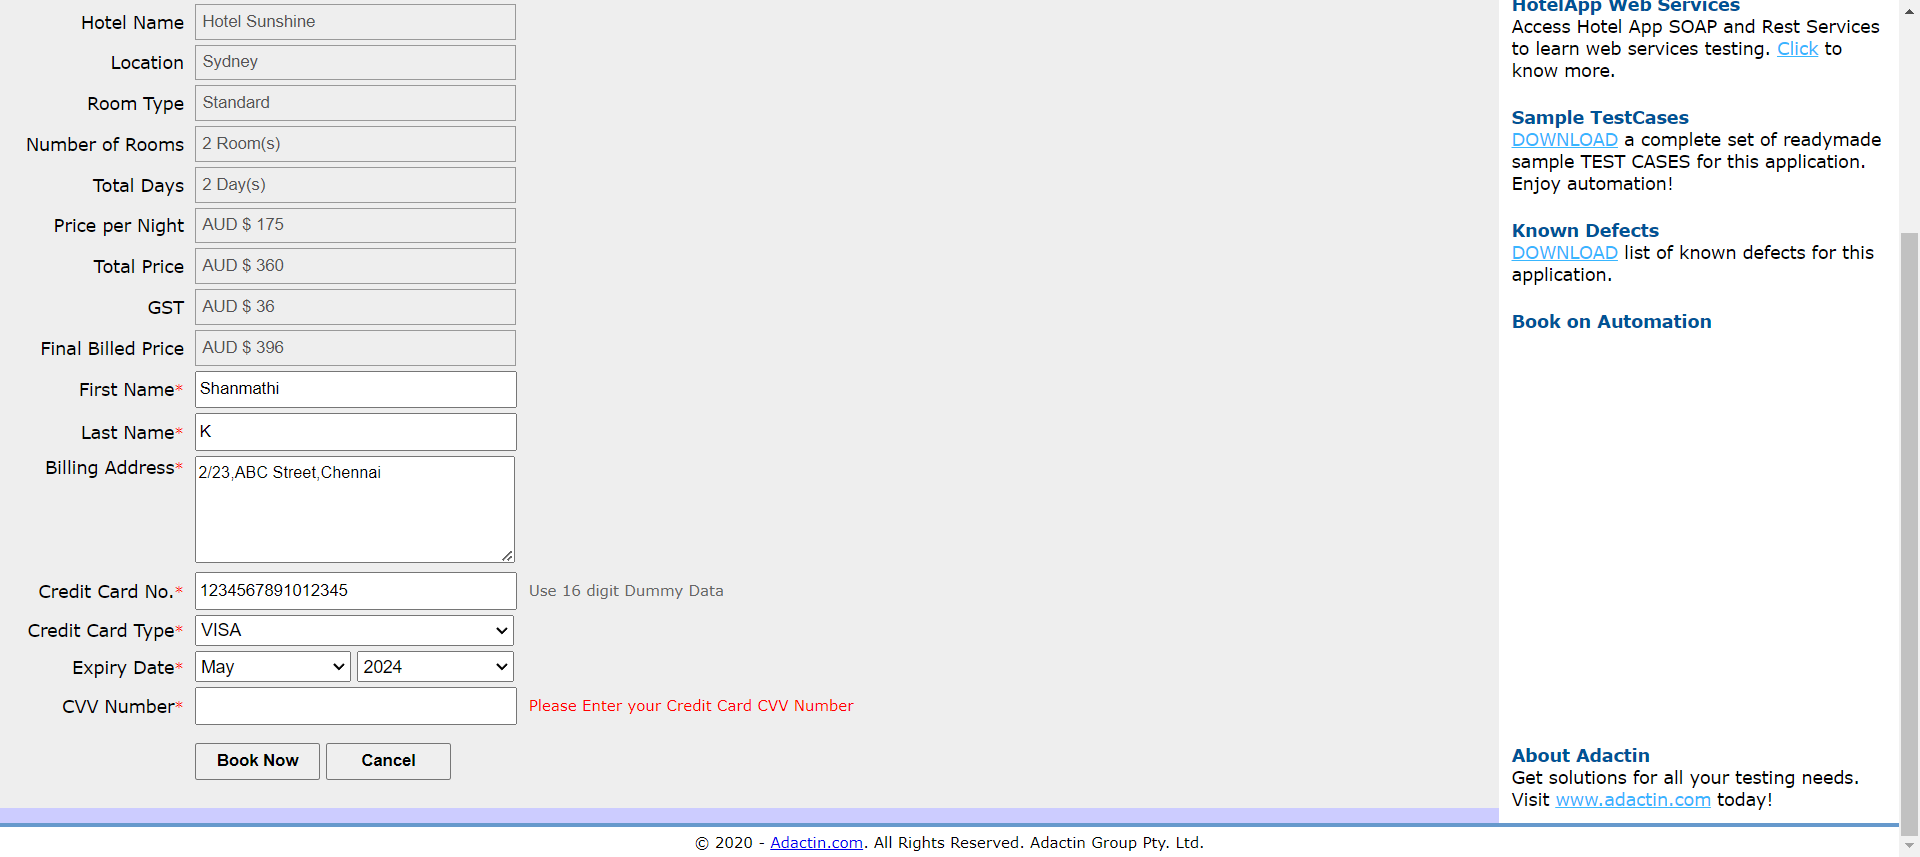 Hotel Name Hotel Sunshine
Location Sydney
Room Type Standard
Number of Rooms 2 Room(s)
Total Days 2 Day(s)
Price per Night AUD $ 175
Total Price AUD $ 360
GST AUD $ 36
Final Billed Price AUD $ 396
First Name* Shanmathi
Last Name* K
Billing Address* 2/23,ABC Street,Chennai
Credit Card No.* 1234567891012345 Use 16 digit Dummy Data
Credit Card Type* VISA
Expiry Date* May 2024
CVV Number* Please Enter your Credit Card CVV Number
Book Now Cancel
HotelApp Web Services
Access Hotel App SOAP and Rest Services
to learn web services testing. Click to
know more.
Sample TestCases
DOWNLOAD a complete set of readymade
sample TEST CASES for this application.
Enjoy automation!
Known Defects
DOWNLOAD list of known defects for this
application.
Book on Automation
About Adactin
Get solutions for all your testing needs.
Visit www.adactin.com today!
© 2020 - Adactin.com. All Rights Reserved. Adactin Group Pty. Ltd.